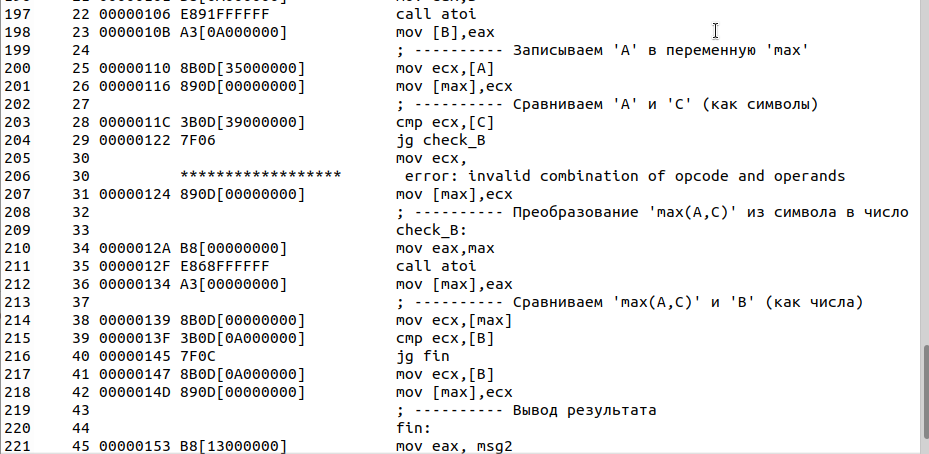 197 22 00000106 E891FFFFFF call atoi
198 23 0000010B A3[0A000000] mov [B],eax
199 24 ; ---------- Записываем 'A' в переменную 'max'
200 25 00000110 8B0D[35000000] mov ecx,[A]
201 26 00000116 890D[00000000] mov [max],ecx
202 27 ; ---------- Сравниваем 'A' и 'C' (как символы)
203 28 0000011C 3B0D[39000000] cmp ecx,[C]
204 29 00000122 7F06 jg check_B
205 30 mov ecx,
206 30 ****************** error: invalid combination of opcode and operands
207 31 00000124 890D[00000000] mov [max],ecx
208 32 ; ---------- Преобразование 'max(A,C)' из символа в число
209 33 check_B:
210 34 0000012A B8[00000000] mov eax,max
211 35 0000012F E868FFFFFF call atoi
212 36 00000134 A3[00000000] mov [max],eax
213 37 ; ---------- Сравниваем 'max(A,C)' и 'B' (как числа)
214 38 00000139 8B0D[00000000] mov ecx,[max]
215 39 0000013F 3B0D[0A000000] cmp ecx,[B]
216 40 00000145 7F0C jg fin
217 41 00000147 8B0D[0A000000] mov ecx,[B]
218 42 0000014D 890D[00000000] mov [max],ecx
219 43 ; ---------- Вывод результата
220 44 fin:
221 45 00000153 B8[13000000] mov eax, msg2